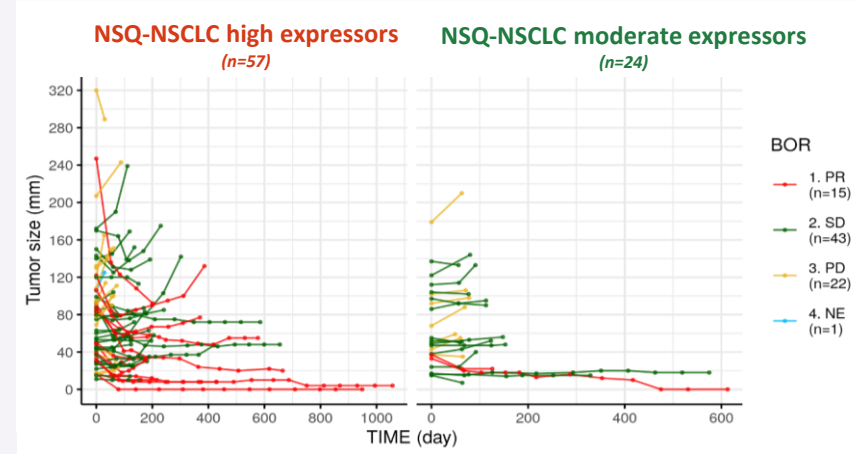 NSQ-NSCLC high expressors
(n=57)
NSQ-NSCLC moderate expressors
(n=24)
Tumor size (mm)
320
280
240
200
160
120
80
40
0
0 200 400 600 800 1000
0 200 400 600
TIME (day)
BOR
1. PR
(n=15)
2. SD
(n=43)
3. PD
(n=22)
4. NE
(n=1)